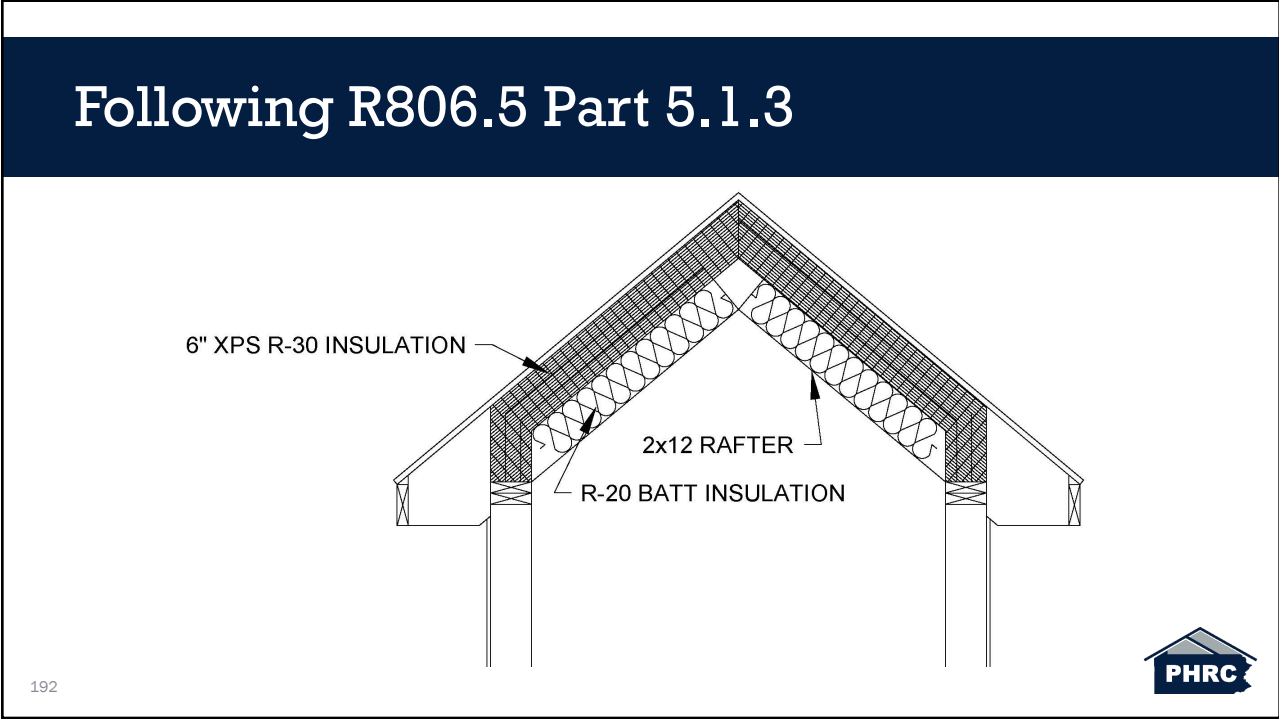 Following R806.5 Part 5.1.3
6" XPS R-30 INSULATION
2x12 RAFTER
R-20 BATT INSULATION
192
PHRC